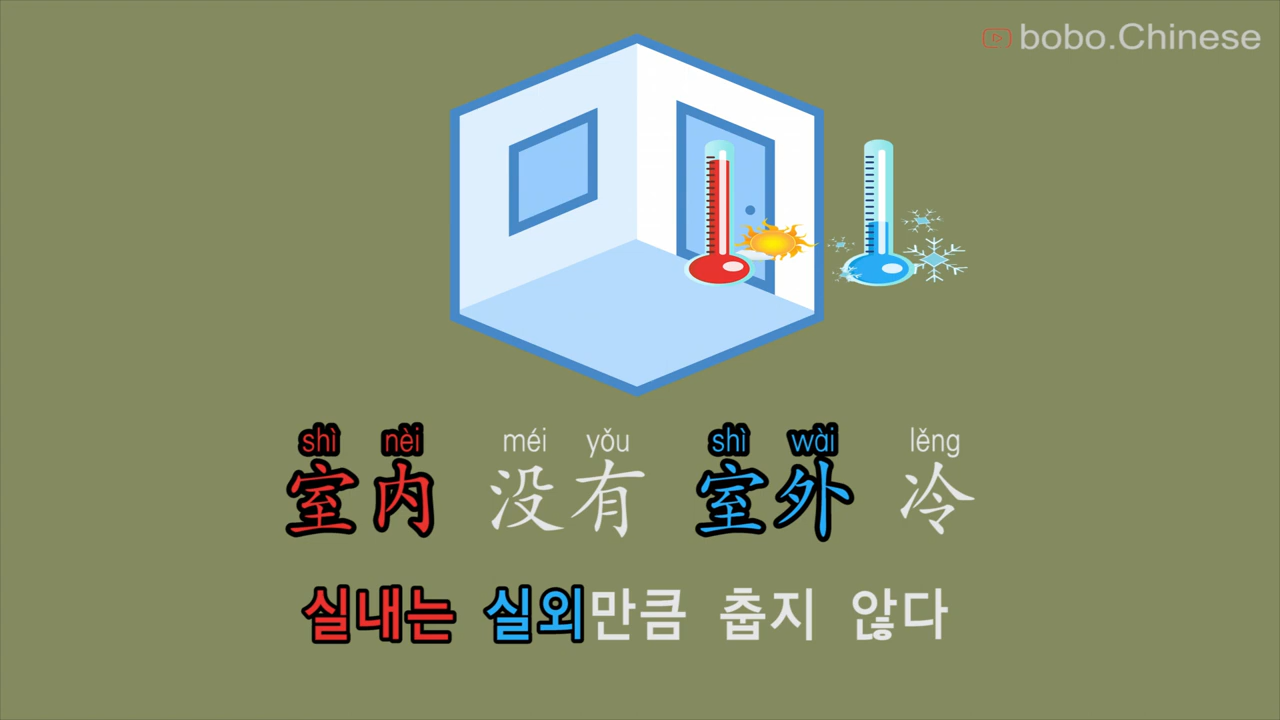 bobo.Chinese
shì nèi méi yǒu shì wài lěng
室内 没有 室外 冷
실내는 실외만큼 춥지 않다